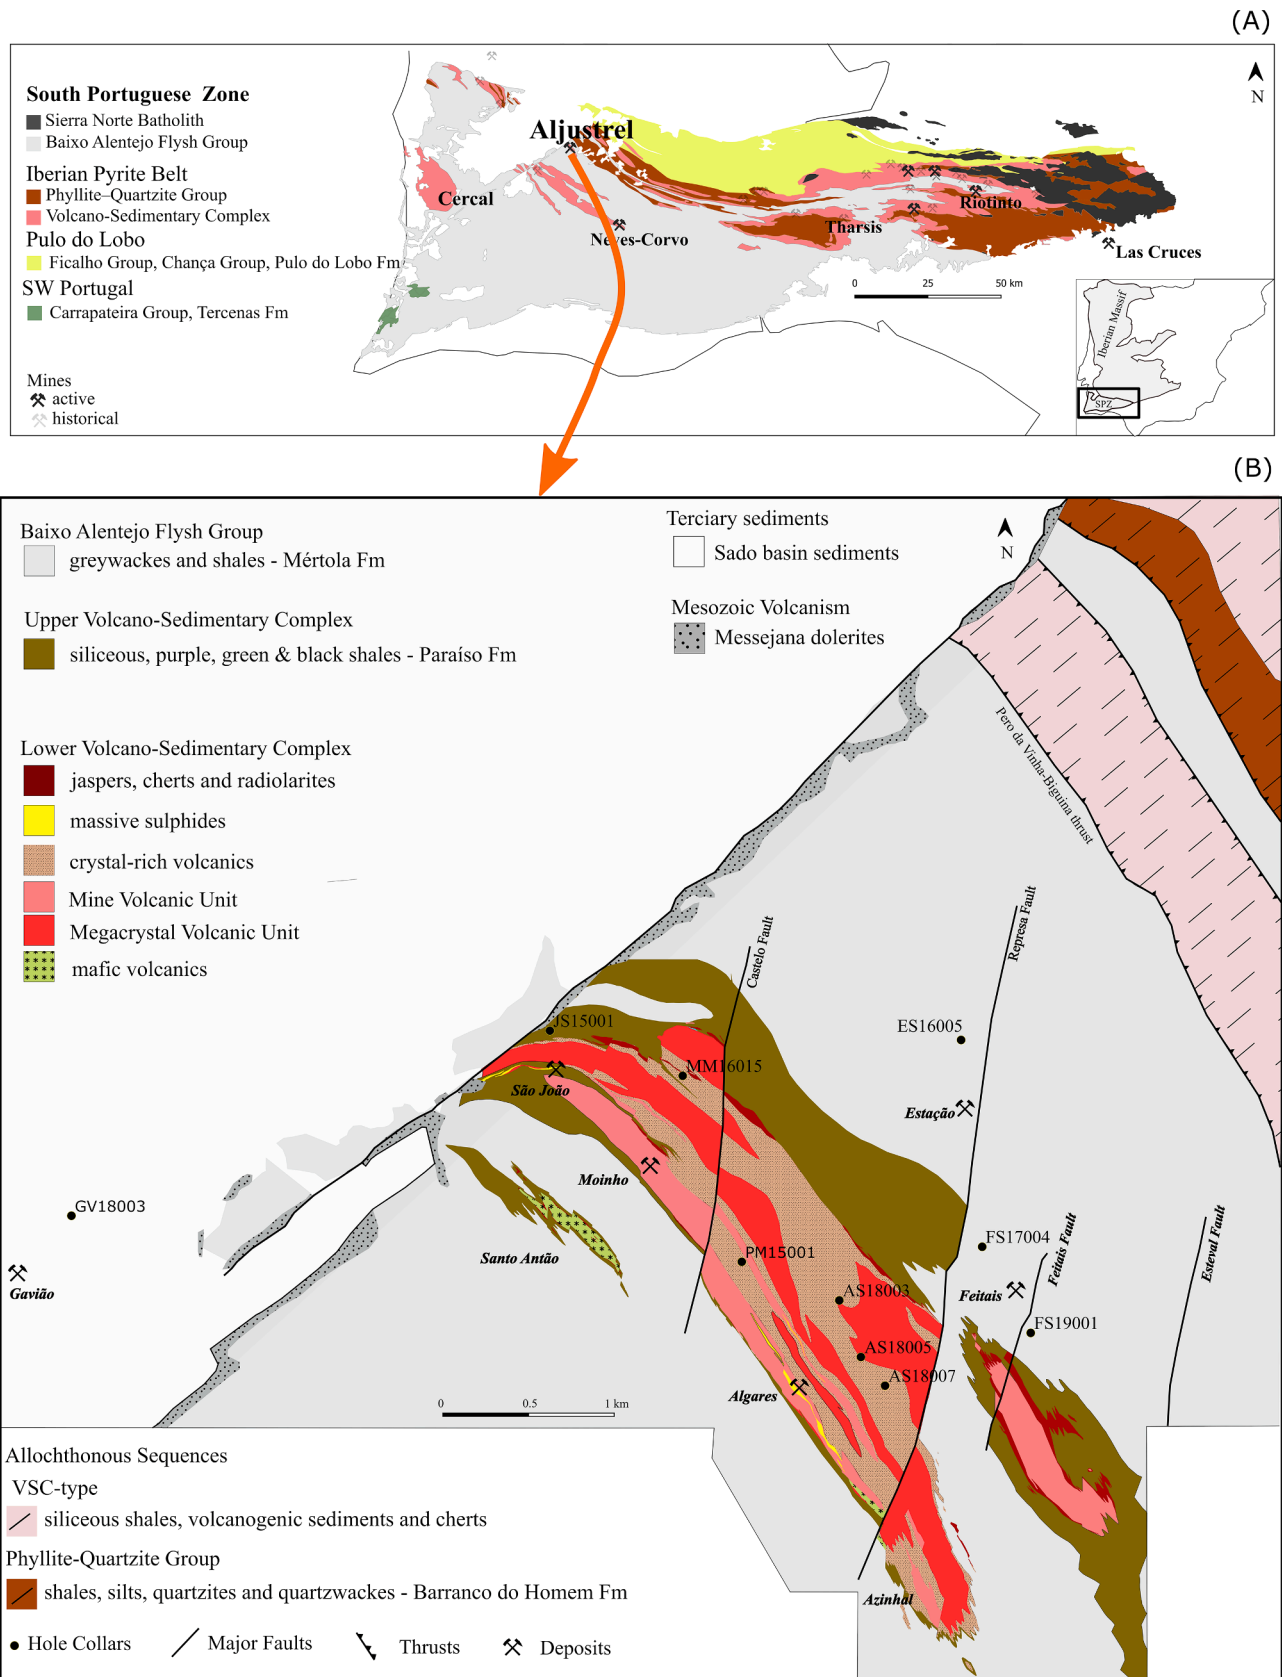 (A)
South Portuguese Zone
Sierra Norte Batholith
Baixo Alentejo Flysh Group
Iberian Pyrite Belt
Phyllite–Quartzite Group
Volcano-Sedimentary Complex
Pulo do Lobo
Ficalho Group, Chança Group, Pulo do Lobo Fm
SW Portugal
Carrapateira Group, Tercenas Fm
Mines
active
historical
Aljustrel
Cercal
Neves-Corvo
Tharsis
Riotinto
Las Cruces
N
0 25 50 km
Iberian Massif
SPZ
(B)
Baixo Alentejo Flysh Group
greywackes and shales - Mértola Fm
Upper Volcano-Sedimentary Complex
siliceous, purple, green & black shales - Paraíso Fm
Lower Volcano-Sedimentary Complex
jaspers, cherts and radiolarites
massive sulphides
crystal-rich volcanics
Mine Volcanic Unit
Megacrystal Volcanic Unit
mafic volcanics
Terciary sediments
Sado basin sediments
Mesozoic Volcanism
Messejana dolerites
N
Pero da Vinha-Biguina thrust
Castelo Fault
Represa Fault
Feitais Fault
Esteval Fault
JS15001
MM16015
ES16005
São João
Estação
Moinho
GV18003
Gavião
Santo Antão
PM15001
FS17004
Feitais
AS18003
FS19001
AS18005
AS18007
Algares
Azinhal
0 0.5 1 km
Allochthonous Sequences
VSC-type
siliceous shales, volcanogenic sediments and cherts
Phyllite-Quartzite Group
shales, silts, quartzites and quartzwackes - Barranco do Homem Fm
Hole Collars
Major Faults
Thrusts
Deposits